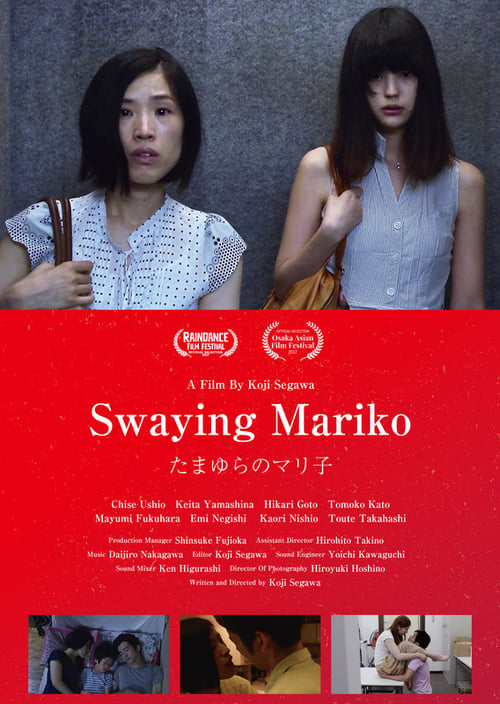 RAINDANCE
FILM FESTIVAL
OFFICIAL SELECTION
OFFICIAL SELECTION
Osaka Asian
Film Festival
2017
A Film By Koji Segawa
Swaying Mariko
たまゆらのマリ子
Chise Ushio Keita Yamashina Hikari Goto Tomoko Kato
Mayumi Fukuhara Emi Negishi Kaori Nishio Toute Takahashi
Production Manager Shinsuke Fujioka Assistant Director Hirohito Takino
Music Daijiro Nakagawa Editor Koji Segawa Sound Engineer Yoichi Kawaguchi
Sound Mixer Ken Higurashi Director Of Photography Hiroyuki Hoshino
Written and Directed by Koji Segawa